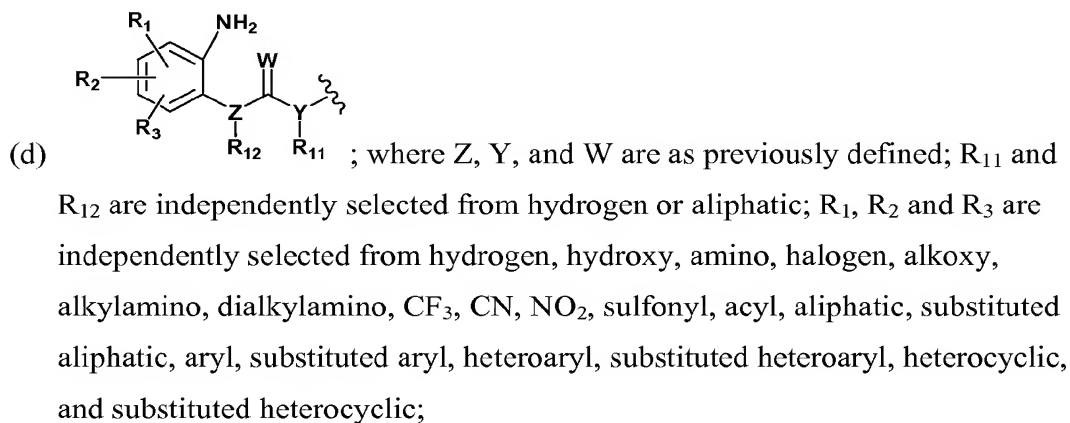 R1 NH2
W
R2
R3 Z Y
R12 R11
(d) ; where Z, Y, and W are as previously defined; R11 and
R12 are independently selected from hydrogen or aliphatic; R1, R2 and R3 are
independently selected from hydrogen, hydroxy, amino, halogen, alkoxy,
alkylamino, dialkylamino, CF3, CN, NO2, sulfonyl, acyl, aliphatic, substituted
aliphatic, aryl, substituted aryl, heteroaryl, substituted heteroaryl, heterocyclic,
and substituted heterocyclic;